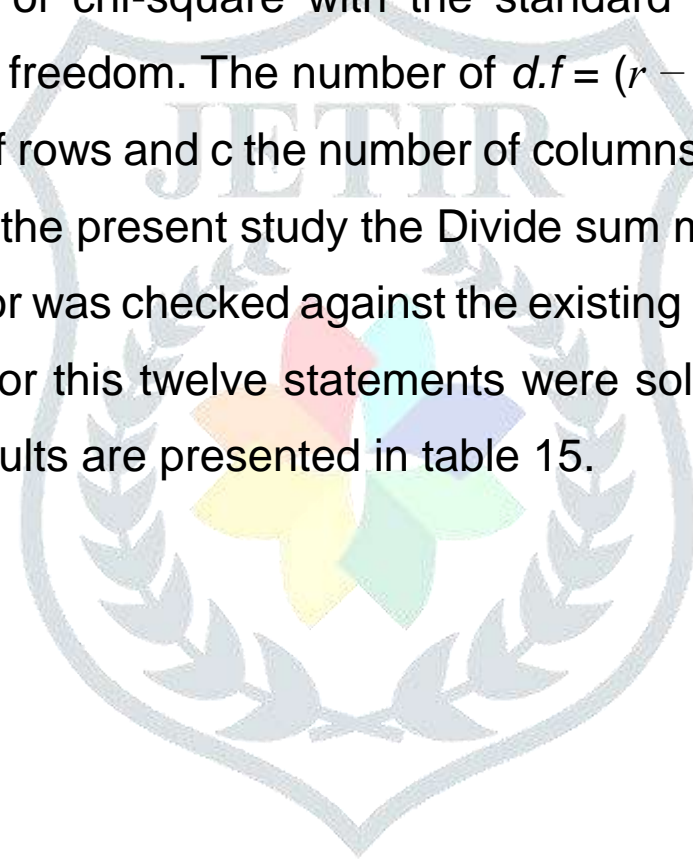 or chi-square with the standard
freedom. The number of d.f = (r −
f rows and c the number of columns
JETIR
the present study the Divide sum m
or was checked against the existing
or this twelve statements were sol
ults are presented in table 15.